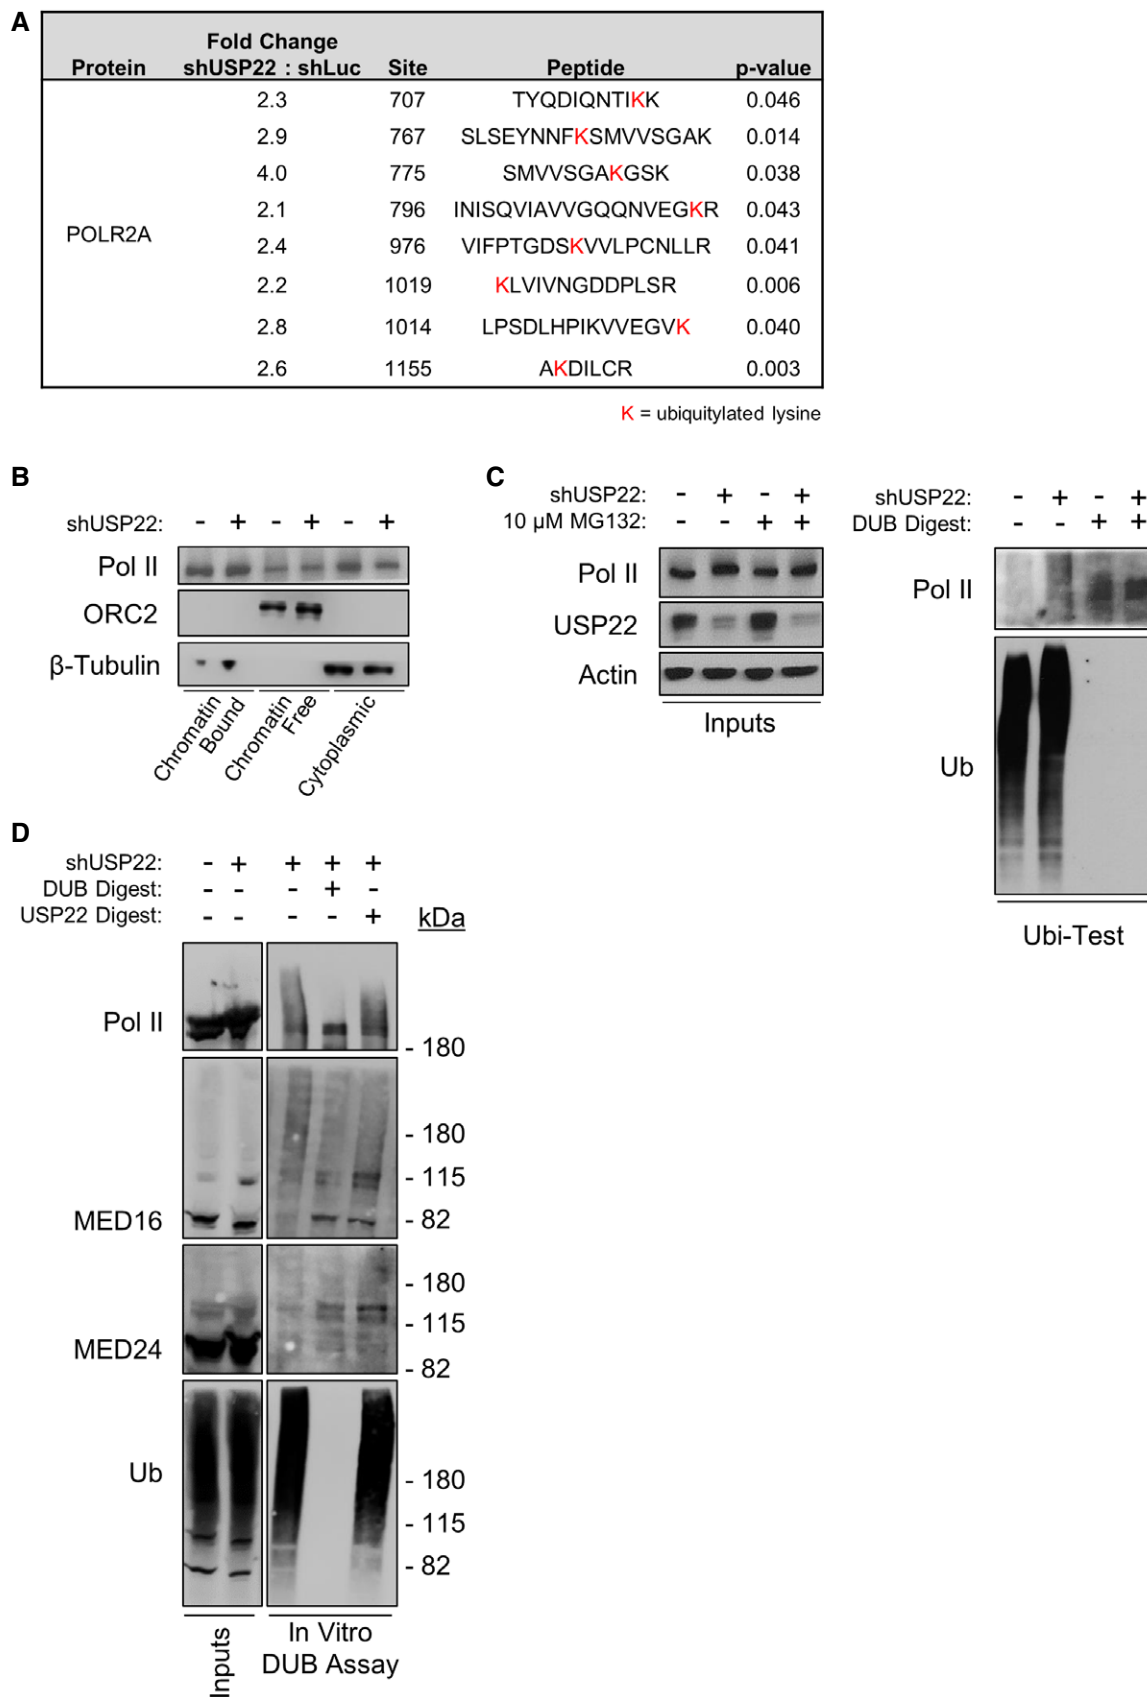 A
Fold Change
Protein shUSP22 : shLuc Site Peptide p-value
2.3 707 TYQDIQNTIKK 0.046
2.9 767 SLSEYNNFKSMVVSGAK 0.014
4.0 775 SMVVSGAKGSK 0.038
2.1 796 INISQVIAVVGQQNVEGKR 0.043
POLR2A
2.4 976 VIFPTGDSKVVLPCNLLR 0.041
2.2 1019 KLVIVNGDDPLSR 0.006
2.8 1014 LPSDLHPIKVVEGVK 0.040
2.6 1155 AKDILCR 0.003
K = ubiquitylated lysine
B
shUSP22: - + - + - +
Pol II
ORC2
β-Tubulin
Chromatin Bound
Chromatin Free
Cytoplasmic
C
shUSP22: - + - +
10 µM MG132: - - + +
Pol II
USP22
Actin
Inputs
shUSP22: - + - +
DUB Digest: - - + +
Pol II
Ub
Ubi-Test
D
shUSP22: - + + + +
DUB Digest: - - - + -
USP22 Digest: - - - - +
kDa
Pol II
- 180
- 180
- 115
MED16 - 82
- 180
- 115
MED24
- 82
Ub - 180
- 115
- 82
Inputs
In Vitro
DUB Assay